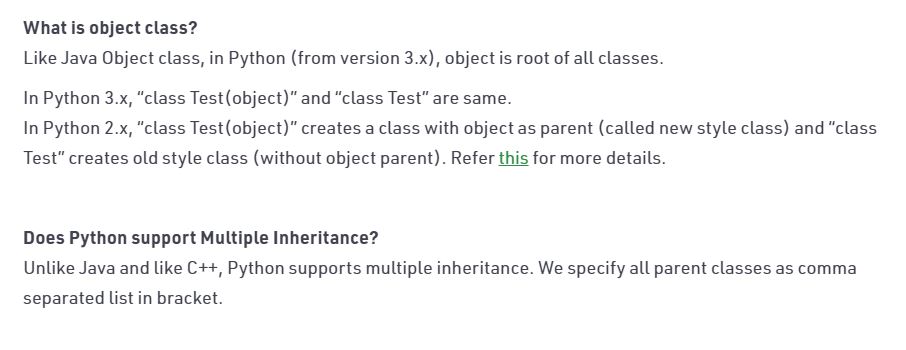 What is object class?
Like Java Object class, in Python (from version 3.x), object is root of all classes.
In Python 3.x, “class Test(object)” and “class Test” are same.
In Python 2.x, “class Test(object)” creates a class with object as parent (called new style class) and “class
Test” creates old style class (without object parent). Refer this for more details.
Does Python support Multiple Inheritance?
Unlike Java and like C++, Python supports multiple inheritance. We specify all parent classes as comma
separated list in bracket.